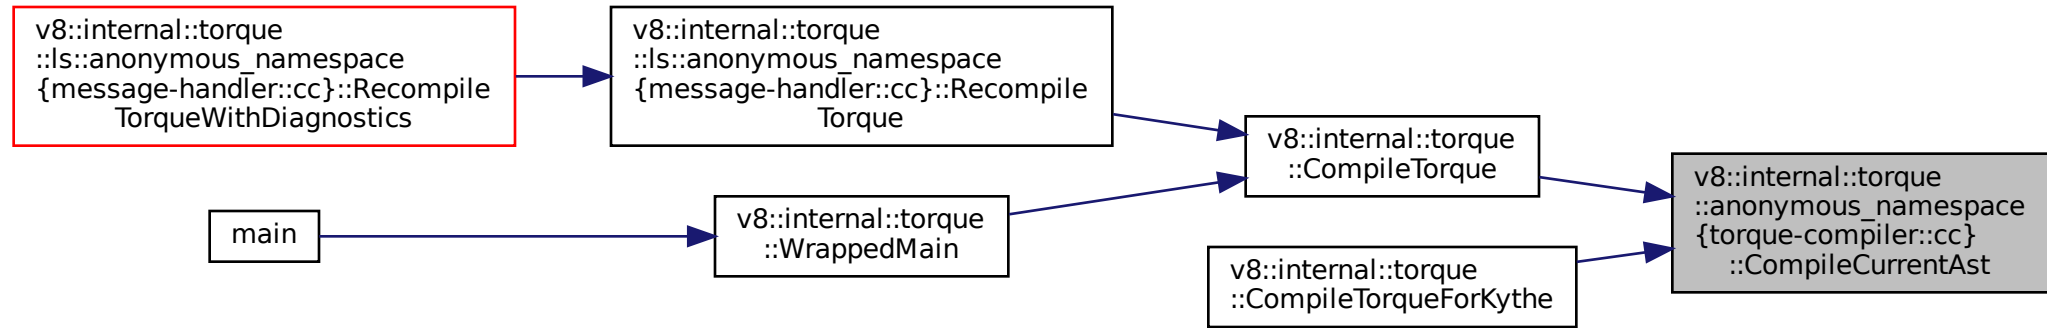 v8::internal::torque
::ls::anonymous_namespace
{message-handler::cc}::Recompile
TorqueWithDiagnostics
v8::internal::torque
::ls::anonymous_namespace
{message-handler::cc}::Recompile
Torque
v8::internal::torque
::CompileTorque
v8::internal::torque
::anonymous_namespace
{torque-compiler::cc}
::CompileCurrentAst
main
v8::internal::torque
::WrappedMain
v8::internal::torque
::CompileTorqueForKythe